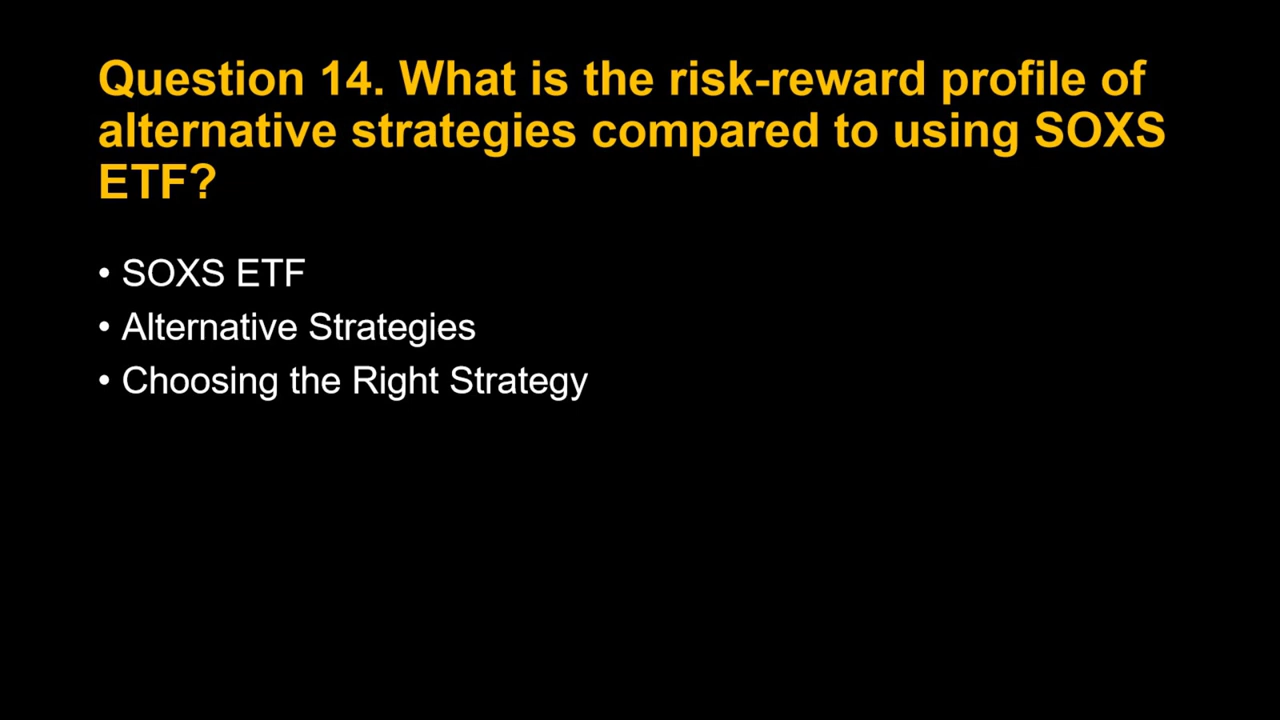 Question 14. What is the risk-reward profile of
alternative strategies compared to using SOXS
ETF?
• SOXS ETF
• Alternative Strategies
• Choosing the Right Strategy